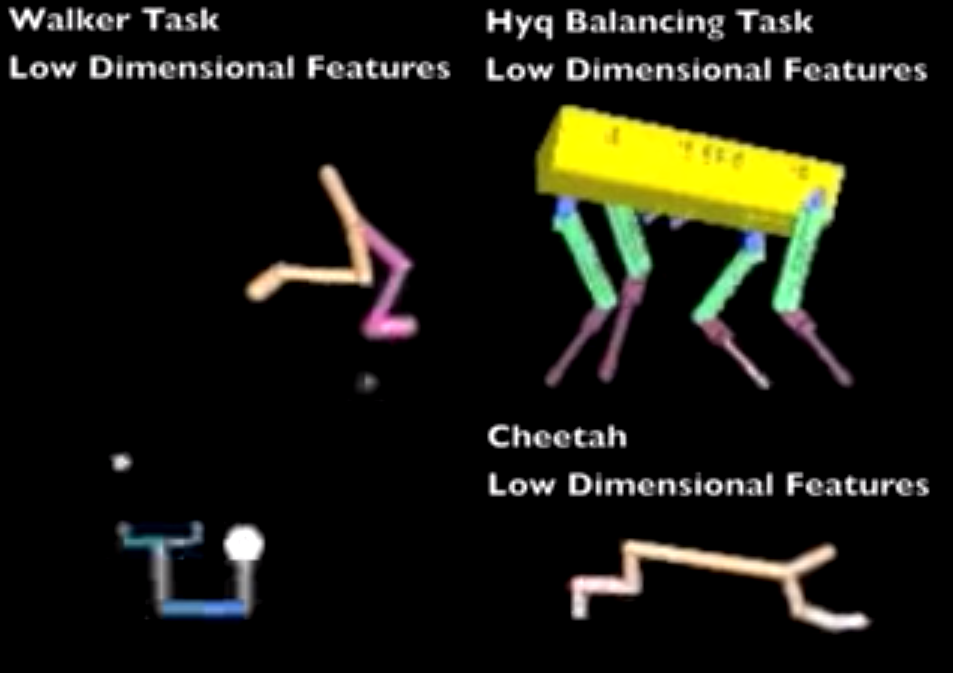 Walker Task
Low Dimensional Features
Hyq Balancing Task
Low Dimensional Features
Cheetah
Low Dimensional Features